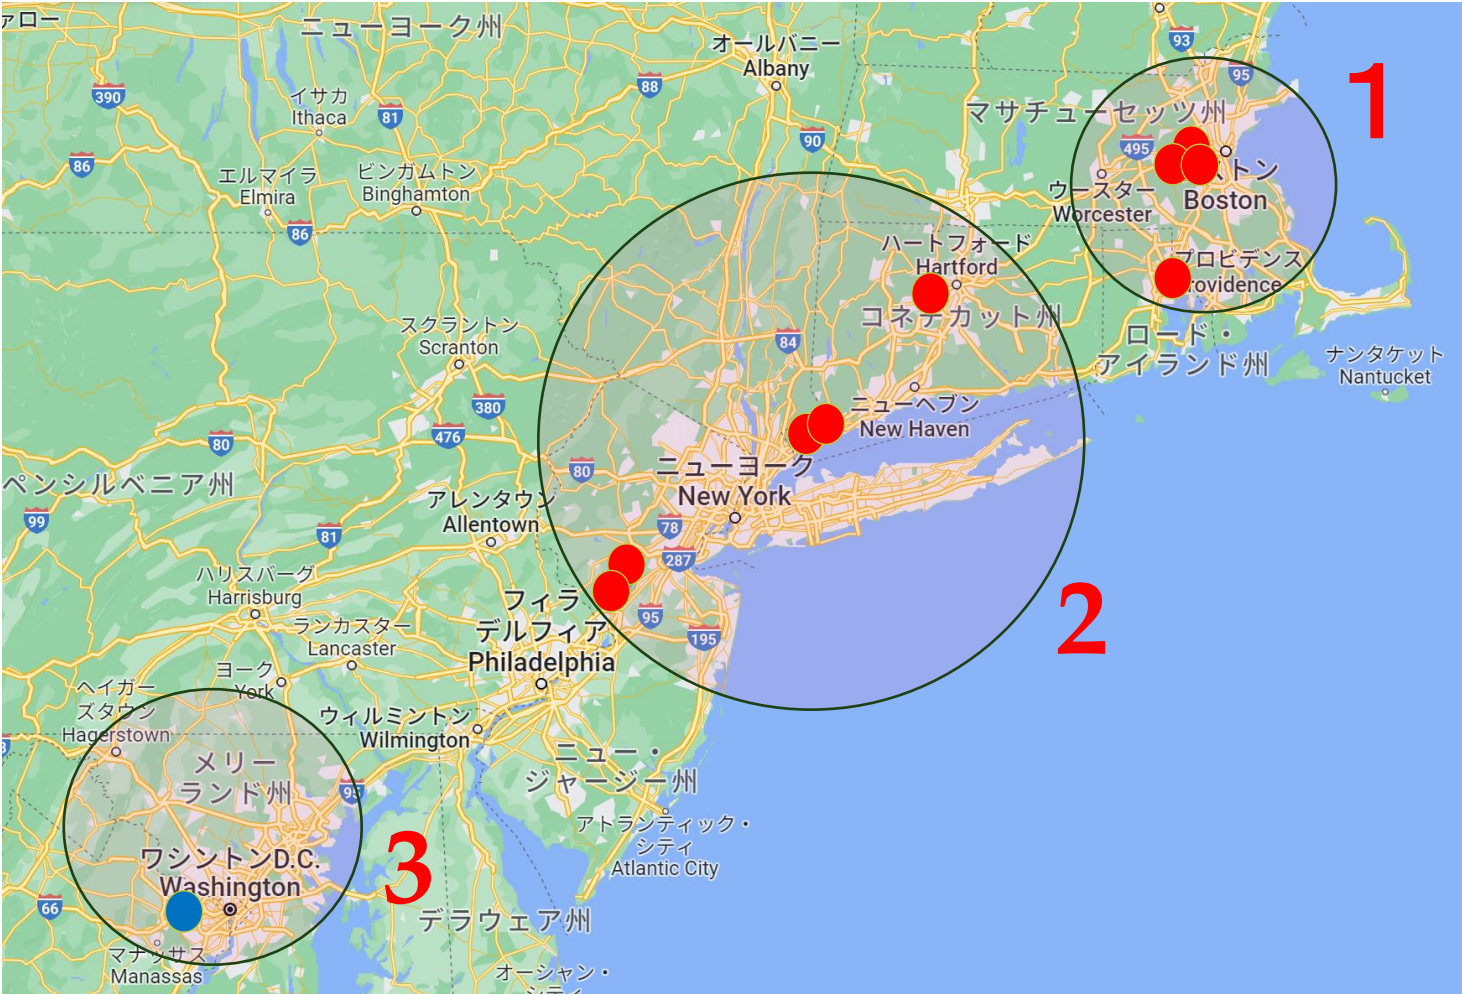 ァロー
ニューヨーク州
オールバニー
Albany
93
95
1
390
イサカ
Ithaca
81
88
マサチューセッツ州
90
495
86
エルマイラ
Elmira
ビンガムトン
Binghamton
ストン
Boston
ウースター
Worcester
86
ハートフォード
Hartford
プロビデンス
rovidence
コネチカット州
スクラントン
Scranton
84
ロード・
アイランド州
ナンタケット
Nantucket
380
476
80
ニューヘブン
New Haven
80
ニューヨーク
New York
ペンシルベニア州
アレンタウン
Allentown
99
81
78
287
ハリスバーグ
Harrisburg
フィラ
デルフィア
Philadelphia
95
195
2
ランカスター
Lancaster
ヨーク
York
ヘイガー
ズタウン
Hagerstown
ウィルミントン
Wilmington
メリー
ランド州
95
ニュー・
ジャージー州
アトランティック・
シティ
Atlantic City
3
ワシントンD.C.
Washington
66
デラウェア州
マナッサス
Manassas
オーシャン・